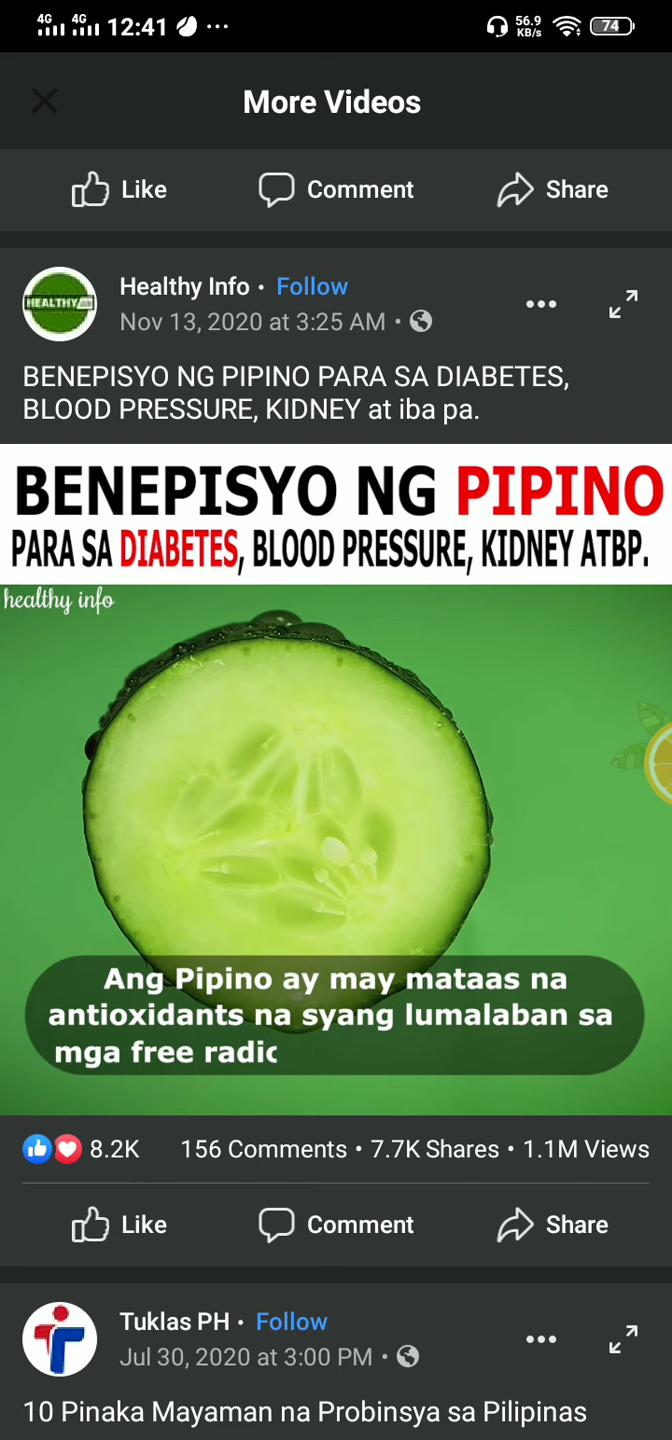 4G 4G 12:41 ... 56.9 KB/s 74
More Videos
Like Comment Share
HEALTHY
Healthy Info • Follow
Nov 13, 2020 at 3:25 AM •
BENEPISYO NG PIPINO PARA SA DIABETES,
BLOOD PRESSURE, KIDNEY at iba pa.
BENEPISYO NG PIPINO
PARA SA DIABETES, BLOOD PRESSURE, KIDNEY ATBP.
healthy info
Ang Pipino ay may mataas na
antioxidants na syang lumalaban sa
mga free radic
8.2K 156 Comments • 7.7K Shares • 1.1M Views
Like Comment Share
Tuklas PH • Follow
Jul 30, 2020 at 3:00 PM •
10 Pinaka Mayaman na Probinsya sa Pilipinas